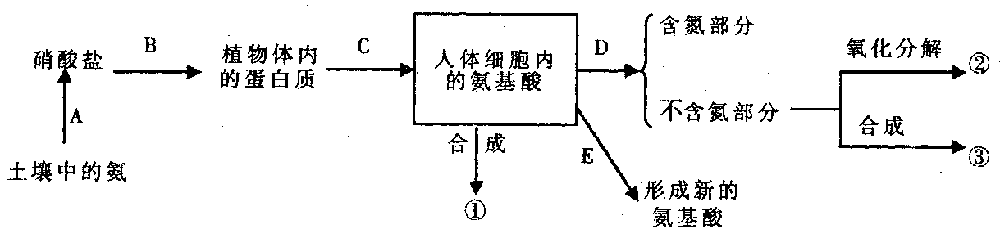 硝酸盐
B
植物体内
的蛋白质
C
人体细胞内
的氨基酸
D
含氮部分
不含氮部分
氧化分解
②
合成
③
A
土壤中的氨
合成
①
E
形成新的
氨基酸